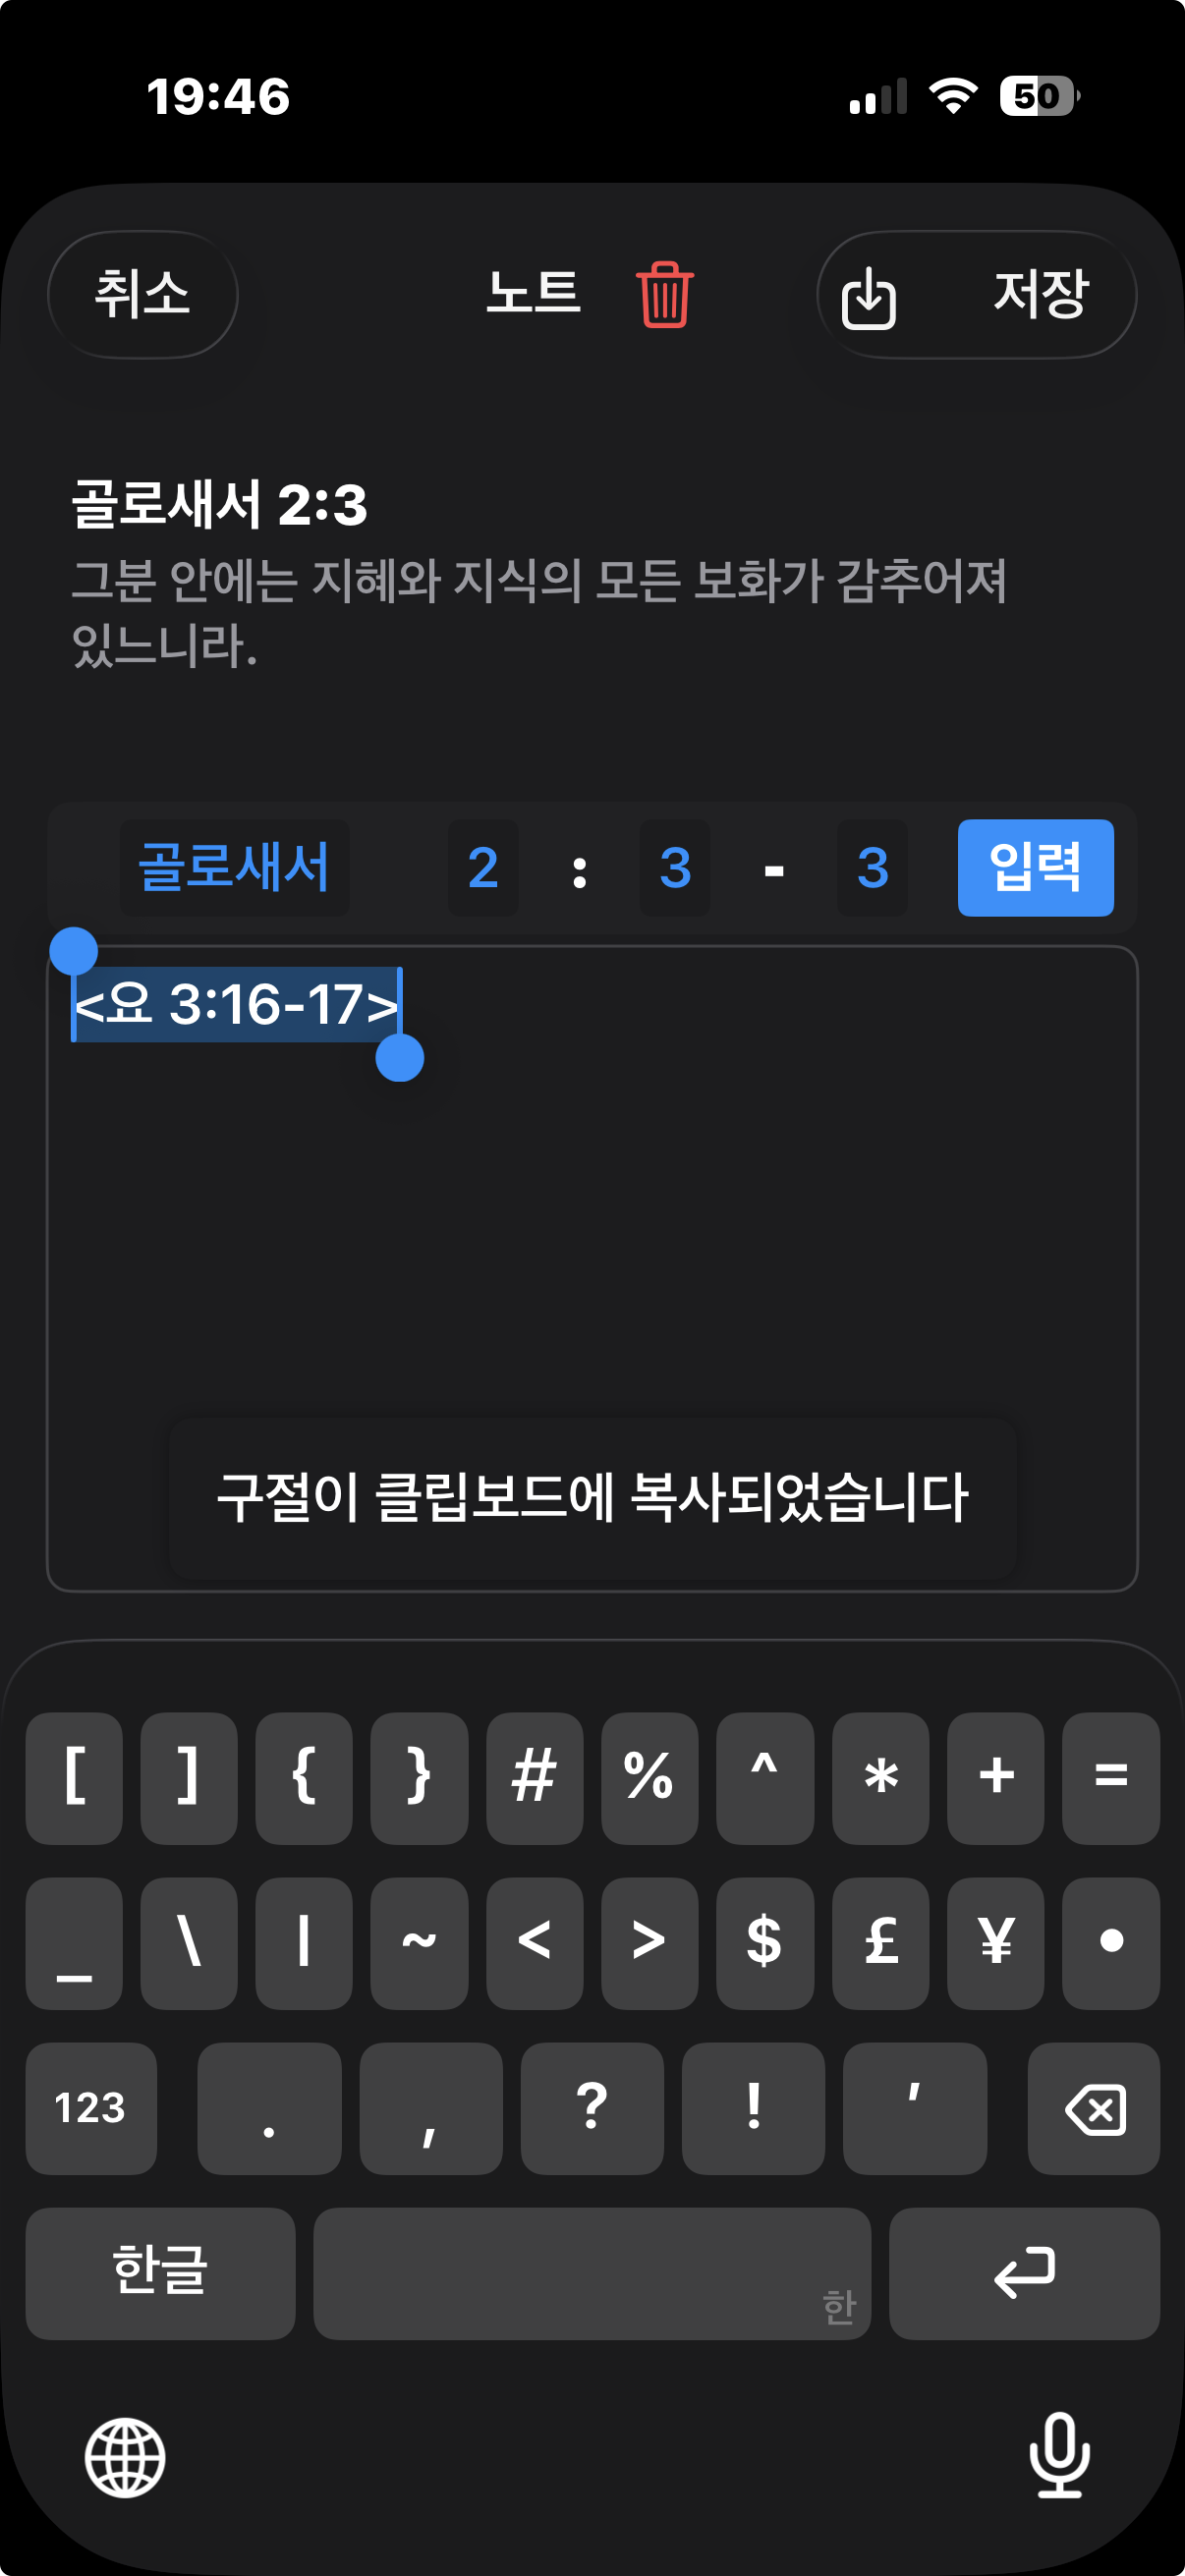 19:46 50
취소 노트 저장
골로새서 2:3
그분 안에는 지혜와 지식의 모든 보화가 감추어져
있느니라.
골로새서 2 : 3 - 3 입력
<요 3:16-17>
구절이 클립보드에 복사되었습니다
[ ] { } # % ^ * + =
_ \ | ~ < > $ £ ¥ •
123 . , ? ! '
한글 한